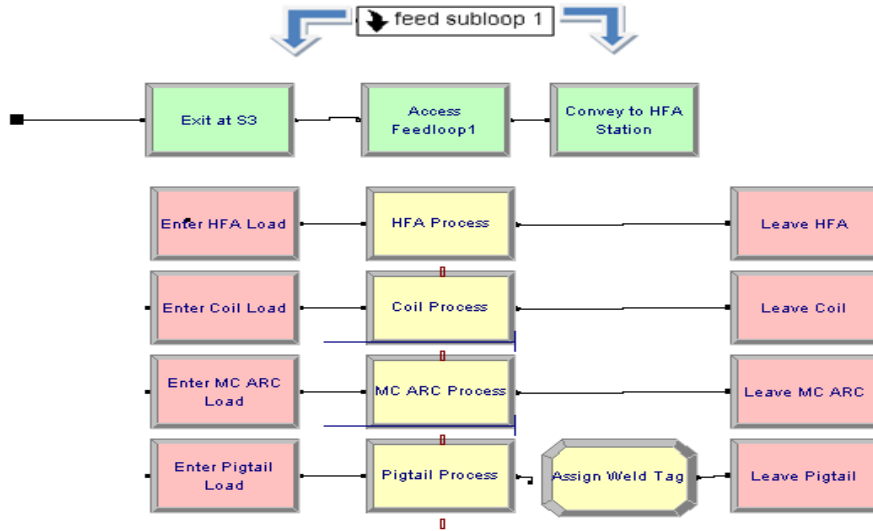 feed subloop 1
Exit at S3
Access
Feedloop1
Convey to HFA
Station
Enter HFA Load
HFA Process
Leave HFA
Enter Coil Load
Coil Process
Leave Coil
Enter MC ARC
Load
MC ARC Process
Leave MC ARC
Enter Pigtail
Load
Pigtail Process
Assign Weld Tag
Leave Pigtail